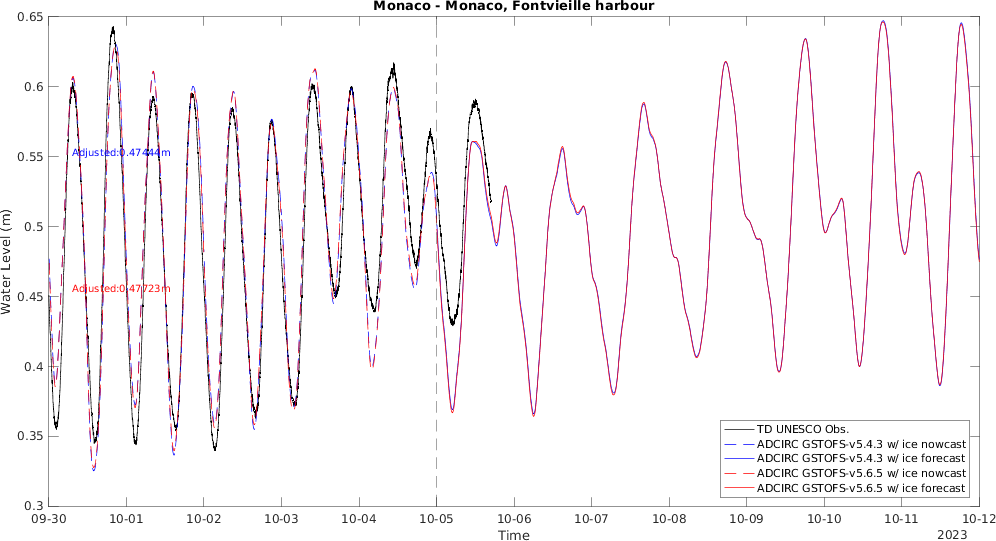 Monaco - Monaco, Fontvieille harbour
0.65
0.6
0.55
0.5
0.45
0.4
0.35
0.3
Water Level (m)
Adjusted:0.47444m
Adjusted:0.47723m
TD UNESCO Obs.
ADCIRC GSTOFS-v5.4.3 w/ ice nowcast
ADCIRC GSTOFS-v5.4.3 w/ ice forecast
ADCIRC GSTOFS-v5.6.5 w/ ice nowcast
ADCIRC GSTOFS-v5.6.5 w/ ice forecast
09-30 10-01 10-02 10-03 10-04 10-05 10-06 10-07 10-08 10-09 10-10 10-11 10-12
Time 2023